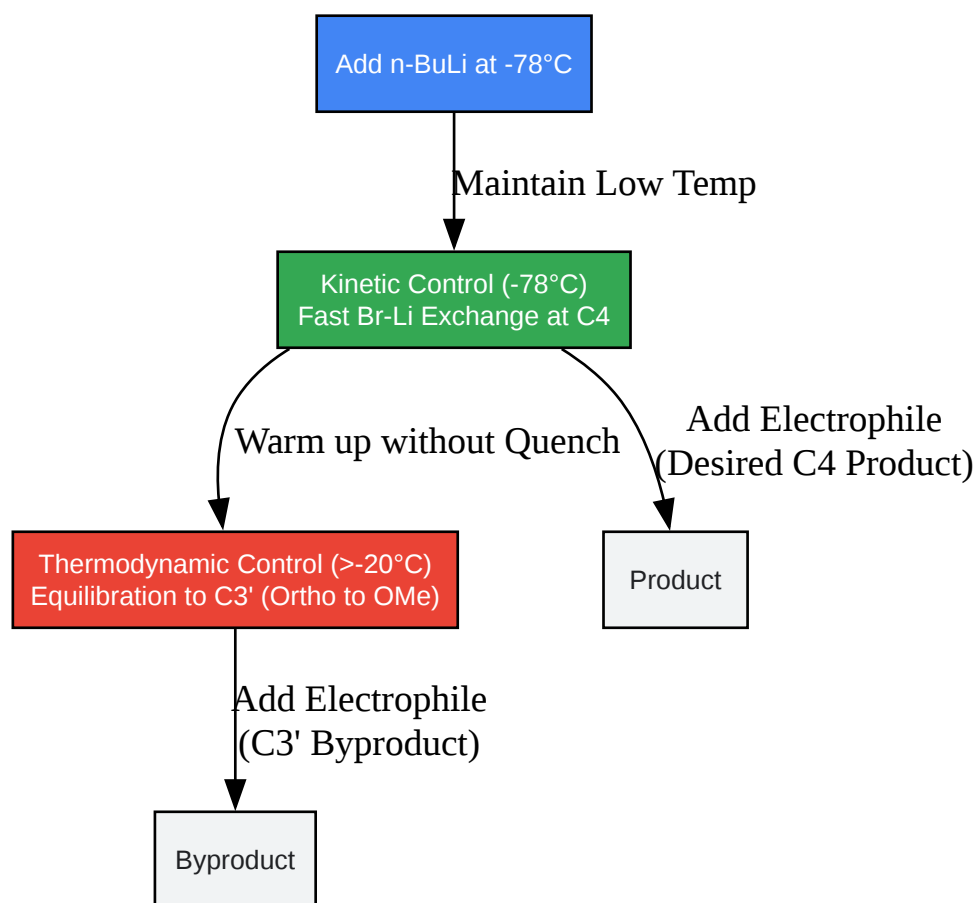 Add n-BuLi at -78°C
Maintain Low Temp
Kinetic Control (-78°C)
Fast Br-Li Exchange at C4
Warm up without Quench
Add Electrophile
(Desired C4 Product)
Thermodynamic Control (>-20°C)
Equilibration to C3' (Ortho to OMe)
Product
Add Electrophile
(C3' Byproduct)
Byproduct